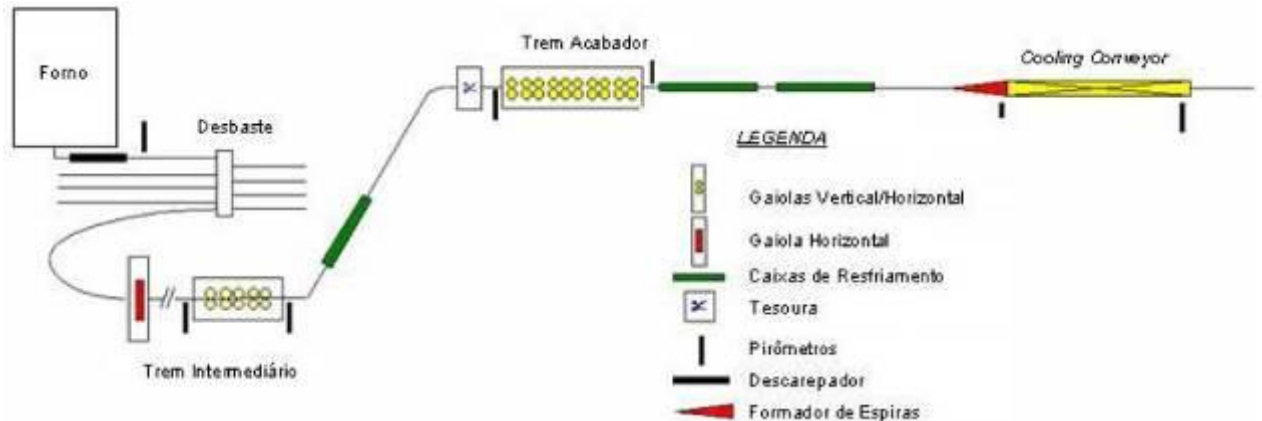 Forno
Desbaste
Trem Intermediário
Trem Acabador
Cooling Conveyor
LEGENDA
Gaiolas Vertical/Horizontal
Gaiola Horizontal
Caixas de Resfriamento
Tesoura
Pirômetros
Descarepador
Formador de Espiras